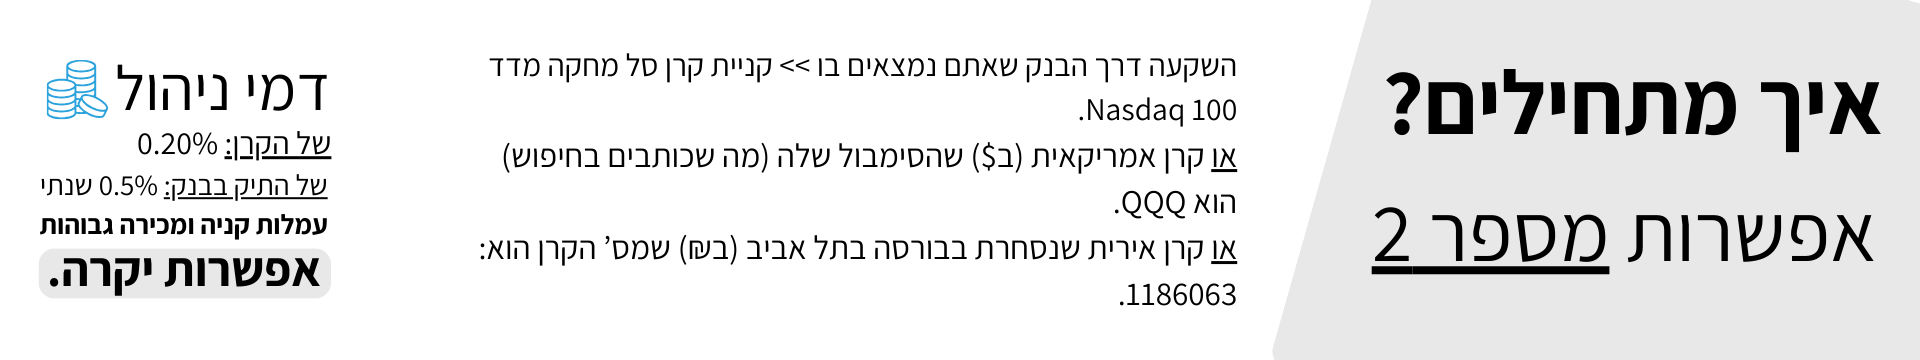 איך מתחילים?
אפשרות מספר 2
השקעה דרך הבנק שאתם נמצאים בו >> קניית קרן סל מחקה מדד
Nasdaq 100.
או קרן אמריקאית (ב$) שהסימבול שלה (מה שכותבים בחיפוש)
הוא QQQ.
או קרן אירית שנסחרת בבורסה בתל אביב (ב₪) שמס’ הקרן הוא:
1186063.
דמי ניהול
של הקרן: 0.20%
של התיק בבנק: 0.5% שנתי
עמלות קניה ומכירה גבוהות
אפשרות יקרה.